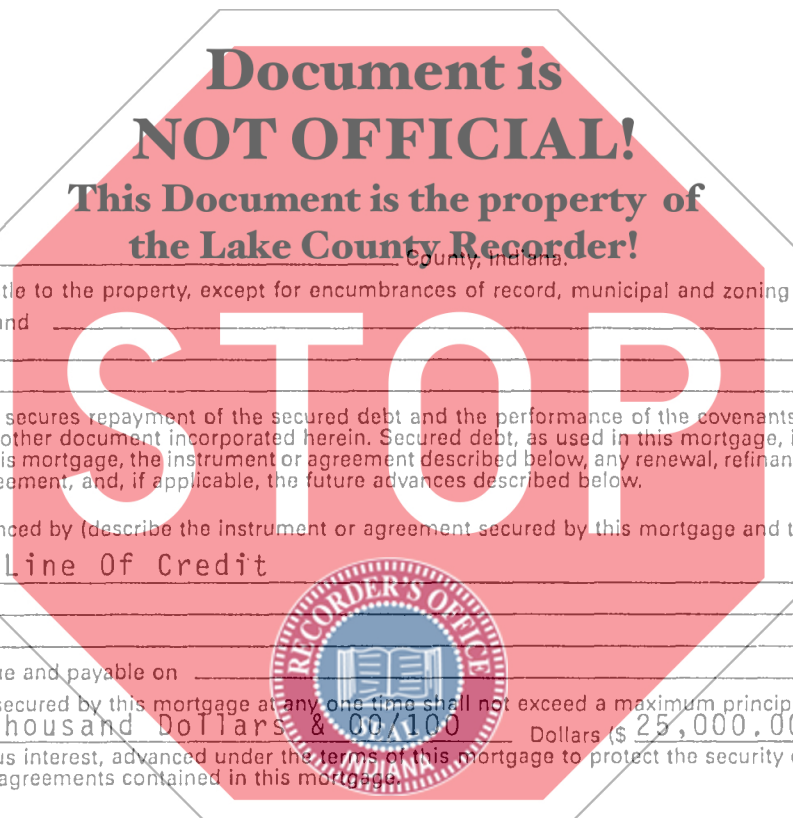 Document is
NOT OFFICIAL!
This Document is the property of
the Lake County Recorder!
County, Indiana.
tle to the property, except for encumbrances of record, municipal and zoning
and
STOP
secures repayment of the secured debt and the performance of the covenants
other document incorporated herein. Secured debt, as used in this mortgage, i
is mortgage, the instrument or agreement described below, any renewal, refinan
eement, and, if applicable, the future advances described below.
nced by (describe the instrument or agreement secured by this mortgage and t
Line Of Credit
RECORDER'S OFFICE
SEAL
INDIANA
ue and payable on
secured by this mortgage at any one time shall not exceed a maximum princip
housand Dollars & 00/100 Dollars ($ 25,000.00
us interest, advanced under the terms of this mortgage to protect the security
agreements contained in this mortgage.